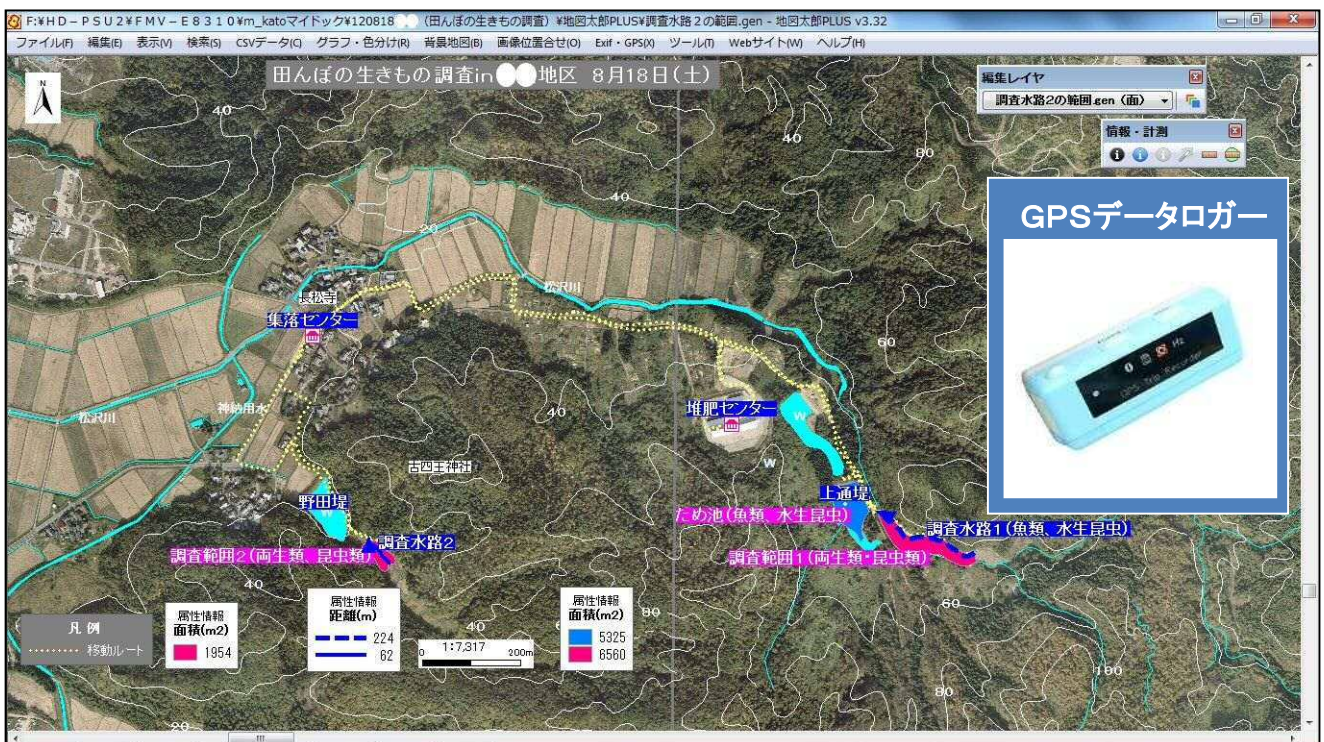 F:¥HD-PSU2¥FMV-E8310¥m_katoマイドック¥120818 (田んぼの生きもの調査)¥地図太郎PLUS¥調査水路2の範囲.gen - 地図太郎PLUS v3.32
ファイル(F) 編集(E) 表示(V) 検索(S) CSVデータ(C) グラフ・色分け(R) 背景地図(B) 画像位置合せ(O) Exif・GPS(X) ツール(T) Webサイト(W) ヘルプ(H)
田んぼの生きもの調査in●●地区 8月18日(土)
N
編集レイヤ
調査水路2の範囲.gen (面)
情報・計測
GPSデータロガー
GPS Trip Recorder
Hz
40
40
80
40
20
60
長松寺
集落センター
松沢川
松沢川
神納用水
堆肥センター
W
W
40
40
古四王神社
野田堤
W
上通堤
ため池(魚類、水生昆虫)
調査水路1(魚類、水生昆虫)
調査水路2
調査範囲2(両生類、昆虫類)
調査範囲1(両生類・昆虫類)
40
60
40
80
100
80
20
凡例
移動ルート
属性情報
面積(m2)
1954
属性情報
距離(m)
224
62
1:7,317
0 200m
属性情報
面積(m2)
5325
6560